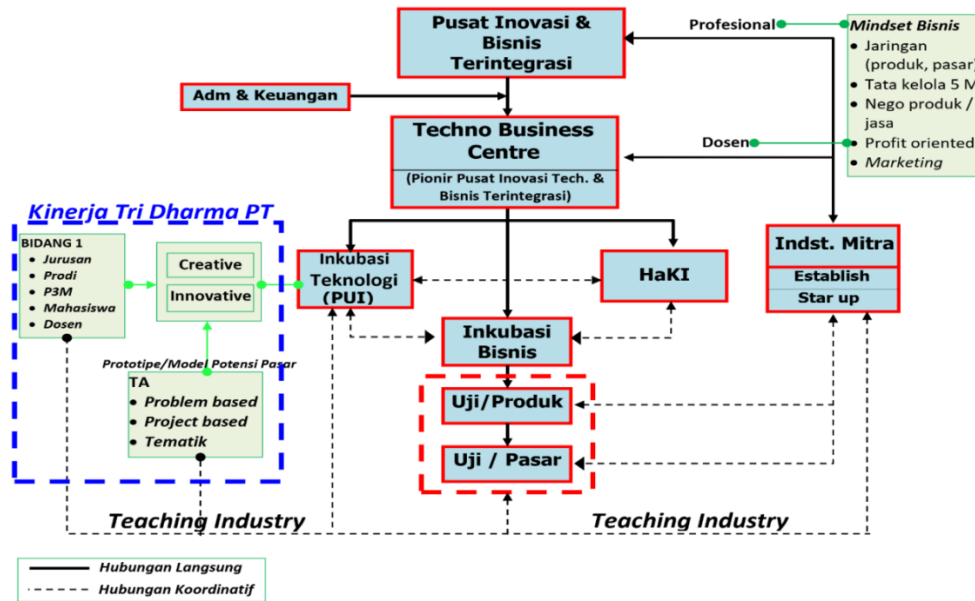 Pusat Inovasi &
Bisnis
Terintegrasi
Profesional
Mindset Bisnis
• Jaringan
(produk, pasar)
• Tata kelola 5 M
• Nego produk /
jasa
• Profit oriented
• Marketing
Adm & Keuangan
Techno Business
Centre
(Pionir Pusat Inovasi Tech. &
Bisnis Terintegrasi)
Dosen
Kinerja Tri Dharma PT
BIDANG 1
• Jurusan
• Prodi
• P3M
• Mahasiswa
• Dosen
Creative
Innovative
Inkubasi
Teknologi
(PUI)
HaKI
Indst. Mitra
Establish
Star up
Prototipe/Model Potensi Pasar
TA
• Problem based
• Project based
• Tematik
Inkubasi
Bisnis
Uji/Produk
Uji / Pasar
Teaching Industry
Teaching Industry
Hubungan Langsung
Hubungan Koordinatif